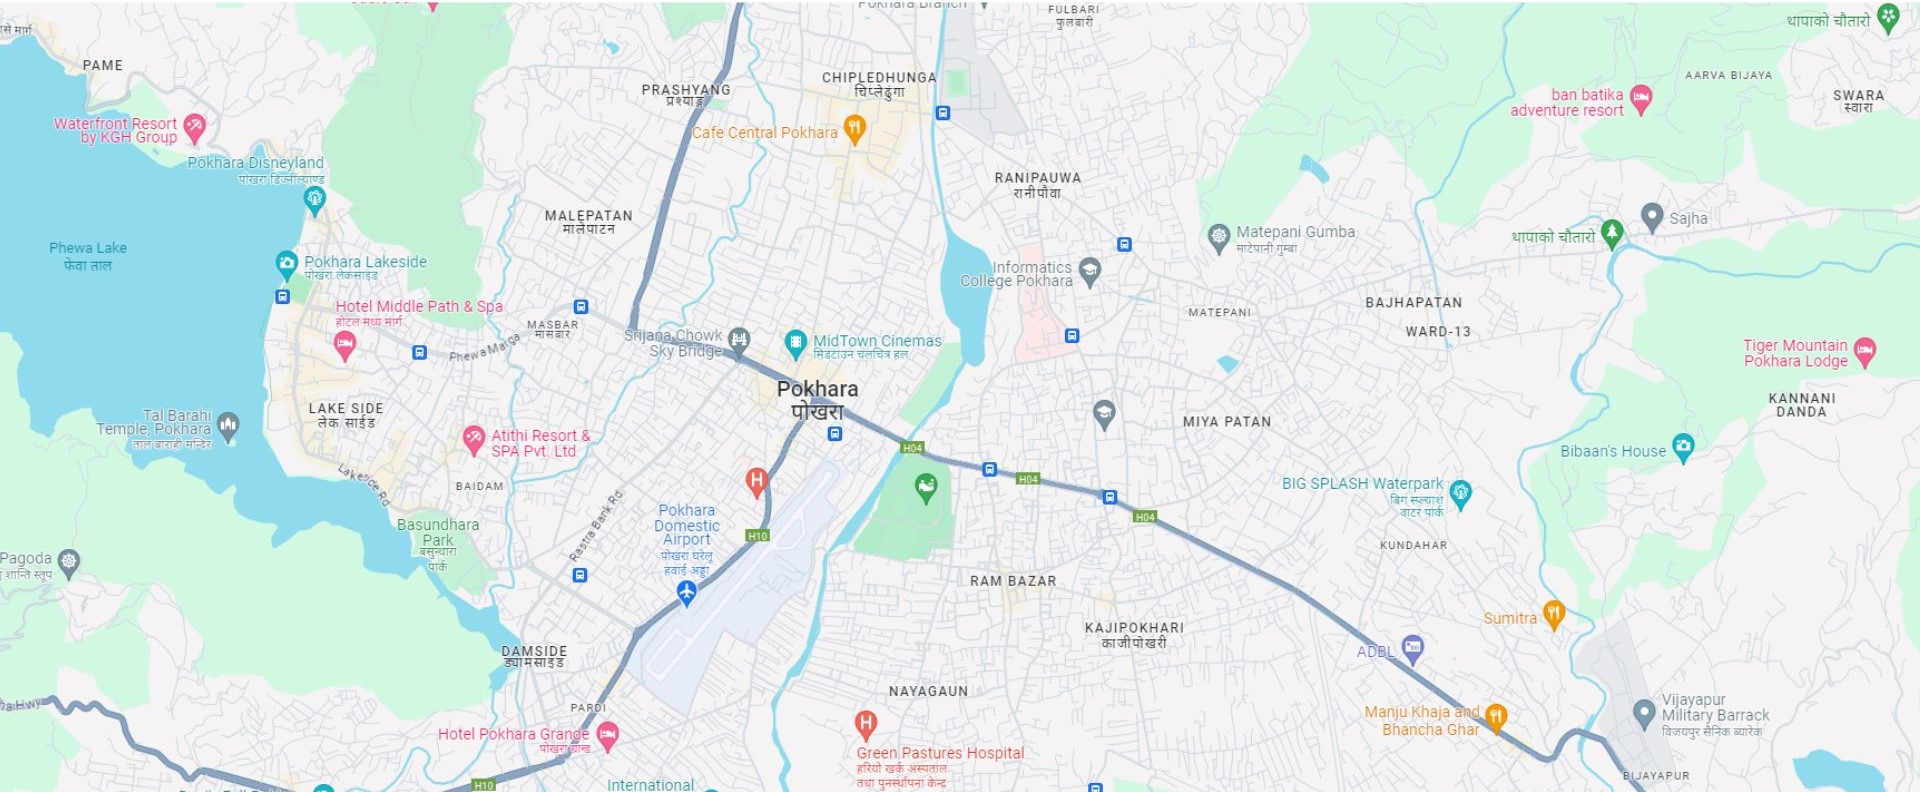 Pokhara Branch
FULBARI
फुलबारी
थापाको चौतारो
PAME
CHIPLEDHUNGA
चिप्लेढुंगा
AARVA BIJAYA
PRASHYANG
प्रश्याङ्ग
ban batika
adventure resort
SWARA
स्वारा
Waterfront Resort
by KGH Group
Cafe Central Pokhara
Pokhara Disneyland
पोखरा डिज्नील्याण्ड
RANIPAUWA
रानीपौवा
MALEPATAN
मालेपाटन
Sajha
Matepani Gumba
माटेपानी गुम्बा
थापाको चौतारो
Phewa Lake
फेवा ताल
Pokhara Lakeside
पोखरा लेकसाइड
Informatics
College Pokhara
Hotel Middle Path & Spa
होटल मध्य मार्ग
MATEPANI
BAJHAPATAN
MASBAR
मासबार
WARD-13
Phewa Marga
Srijana Chowk
Sky Bridge
MidTown Cinemas
मिडटाउन चलचित्र हल
Tiger Mountain
Pokhara Lodge
Pokhara
पोखरा
KANNANI
DANDA
LAKE SIDE
लेक साईड
Tal Barahi
Temple, Pokhara
ताल बाराही मन्दिर
MIYA PATAN
Atithi Resort &
SPA Pvt. Ltd
H04
Bibaan's House
Lakeside Rd
H04
BAIDAM
BIG SPLASH Waterpark
बिग स्प्ल्याश
वाटर पार्क
H04
Rastra Bank Rd
Pokhara
Domestic
Airport
पोखरा घरेलु
हवाई अड्डा
Basundhara
Park
बसुन्धारा
पार्क
H10
KUNDAHAR
Pagoda
शान्ति स्तूप
RAM BAZAR
Sumitra
KAJIPOKHARI
काजीपोखरी
DAMSIDE
ड्यामसाइड
ADBL
NAYAGAUN
PARDI
Vijayapur
Military Barrack
विजयपुर सैनिक ब्यारेक
Manju Khaja and
Bhancha Ghar
Hotel Pokhara Grande
पोखरा ग्रान्ड
Green Pastures Hospital
हरियो खर्क अस्पताल
तथा पुनर्स्थापना केन्द्र
BIJAYAPUR
H10
International